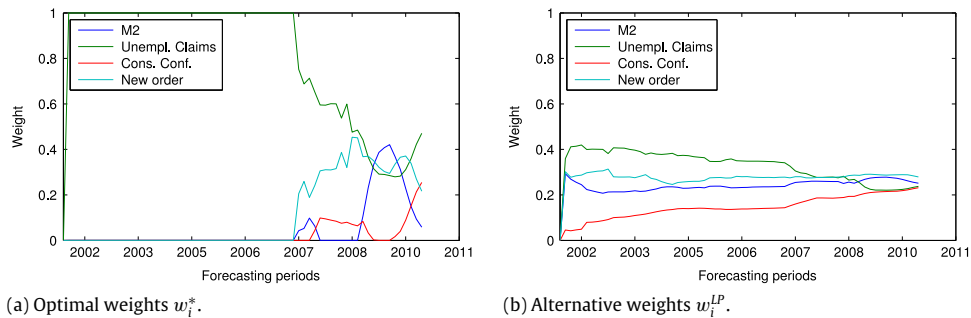 1
0.8
0.6
0.4
0.2
0
Weight
M2
Unempl. Claims
Cons. Conf.
New order
2002 2003 2005 2006 2007 2008 2010 2011
Forecasting periods
(a) Optimal weights w_i^*.
1
0.8
0.6
0.4
0.2
0
Weight
M2
Unempl. Claims
Cons. Conf.
New order
2002 2003 2005 2006 2007 2008 2010 2011
Forecasting periods
(b) Alternative weights w_i^{LP}.